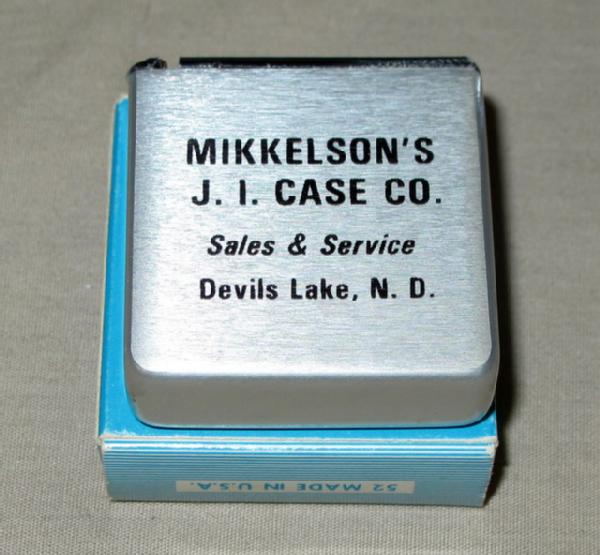 MIKKELSON'S
J. I. CASE CO.
Sales & Service
Devils Lake, N. D.
52 MADE IN U.S.A.